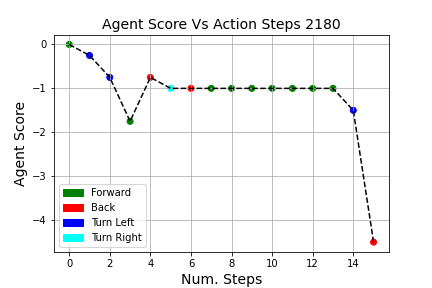 Agent Score Vs Action Steps 2180
Agent Score
0
−1
−2
−3
−4
Forward
Back
Turn Left
Turn Right
0 2 4 6 8 10 12 14
Num. Steps